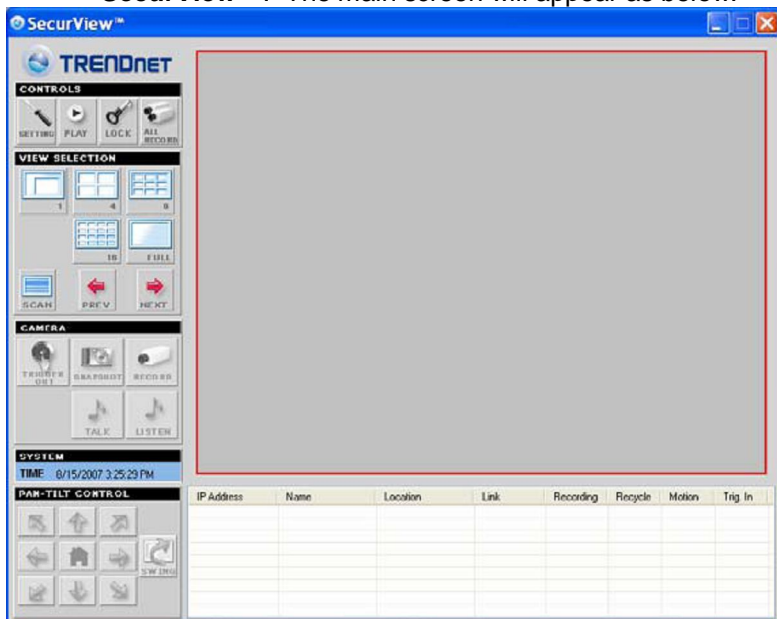 SecurView™. The main screen will appear as below.
SecurView™
TRENDNET
CONTROLS
SETTING PLAY LOCK ALL RECORD
VIEW SELECTION
1 4 9
16 FULL
SCAN PREV NEXT
CAMERA
TRIGGER OUT SNAPSHOT RECORD
TALK LISTEN
SYSTEM
TIME 8/15/2007 3:25:29 PM
PAN-TILT CONTROL
SWING
IP Address Name Location Link Recording Recycle Motion Trig. In